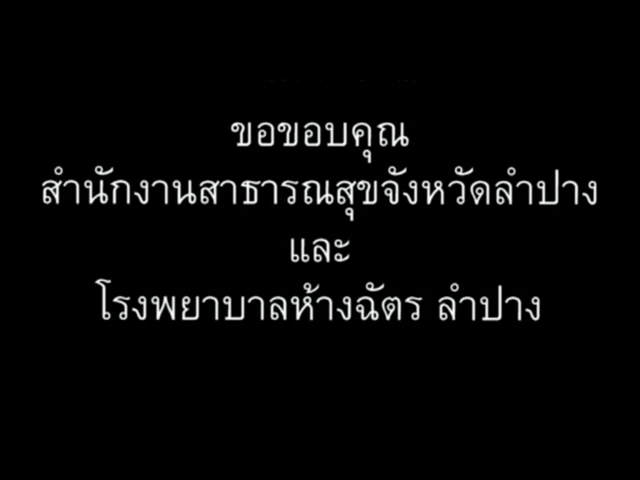 ขอขอบคุณ
สำนักงานสาธารณสุขจังหวัดลำปาง
และ
โรงพยาบาลห้างฉัตร ลำปาง